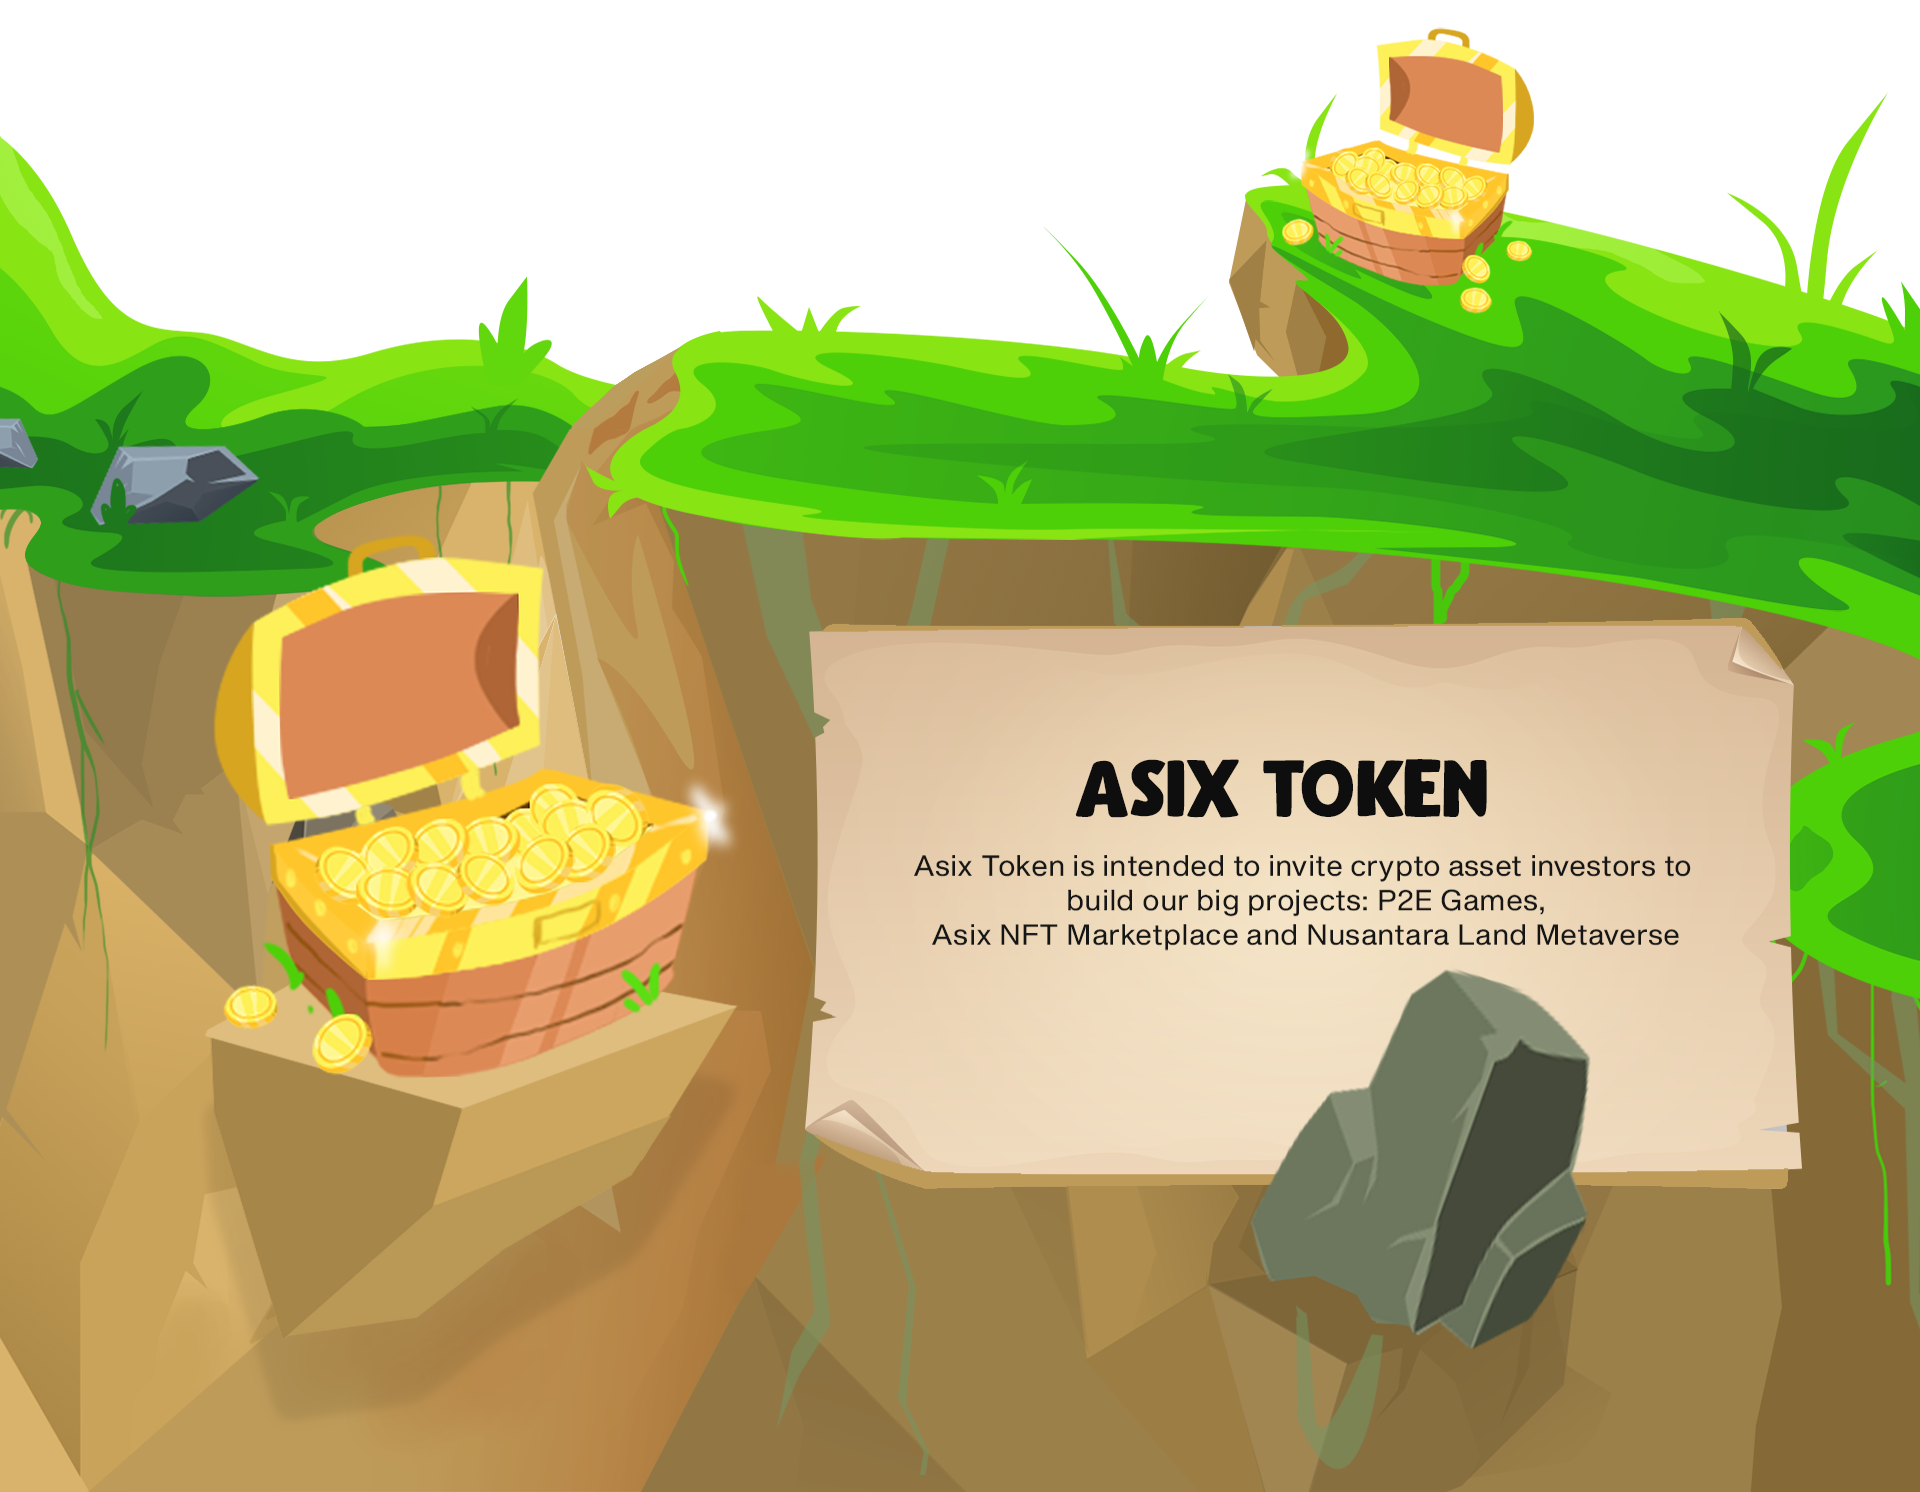 ASIX TOKEN
Asix Token is intended to invite crypto asset investors to
build our big projects: P2E Games,
Asix NFT Marketplace and Nusantara Land Metaverse